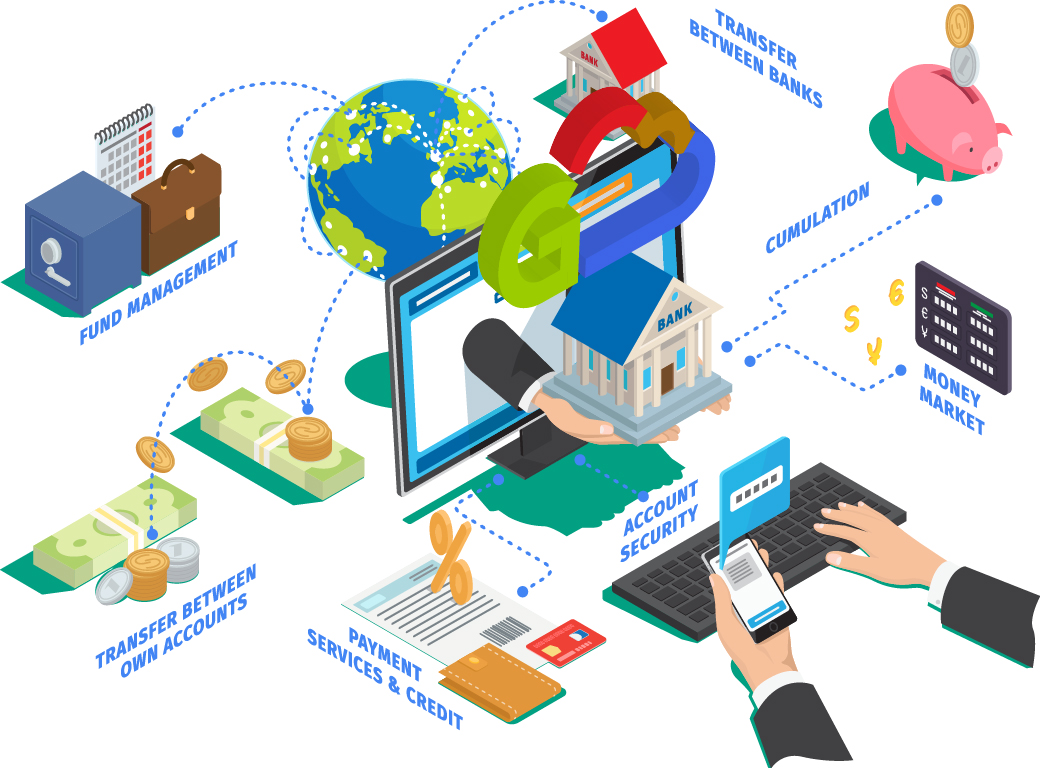 TRANSFER
BETWEEN BANKS
BANK
CUMULATION
FUND MANAGEMENT
G
BANK
$
€
¥
$
€
¥
MONEY
MARKET
ACCOUNT
SECURITY
TRANSFER BETWEEN
OWN ACCOUNTS
%
PAYMENT
SERVICES & CREDIT